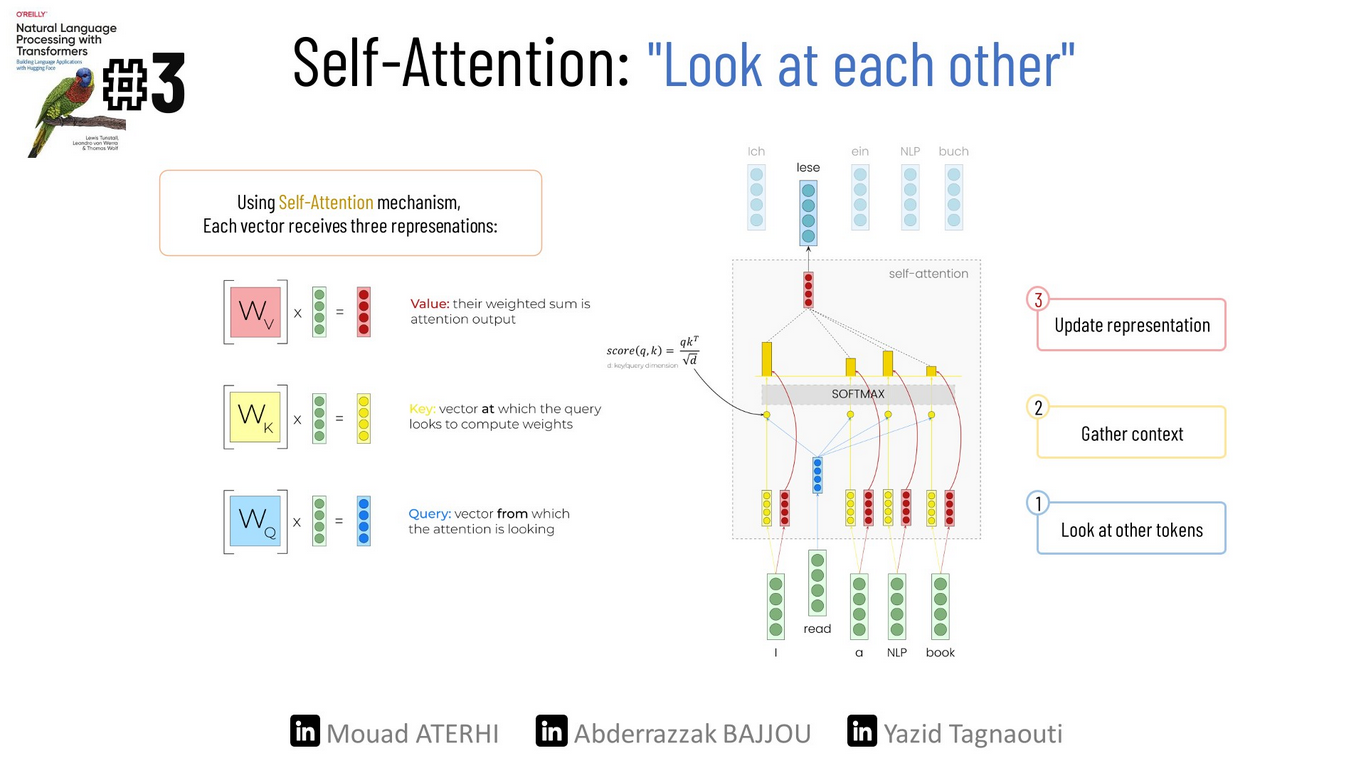 O'REILLY
Natural Language
Processing with
Transformers
Building Language Applications
with Hugging Face
#3
Lewis Tunstall,
Leandro von Werra
& Thomas Wolf
Self-Attention: "Look at each other"
Using Self-Attention mechanism,
Each vector receives three represenations:
W_V x =
Value: their weighted sum is
attention output
W_K x =
Key: vector at which the query
looks to compute weights
W_Q x =
Query: vector from which
the attention is looking
score(q, k) = qk^T / √d
d: key/query dimension
Ich lese ein NLP buch
self-attention
SOFTMAX
read
I a NLP book
3
Update representation
2
Gather context
1
Look at other tokens
in Mouad ATERHI in Abderrazzak BAJJOU in Yazid Tagnaouti